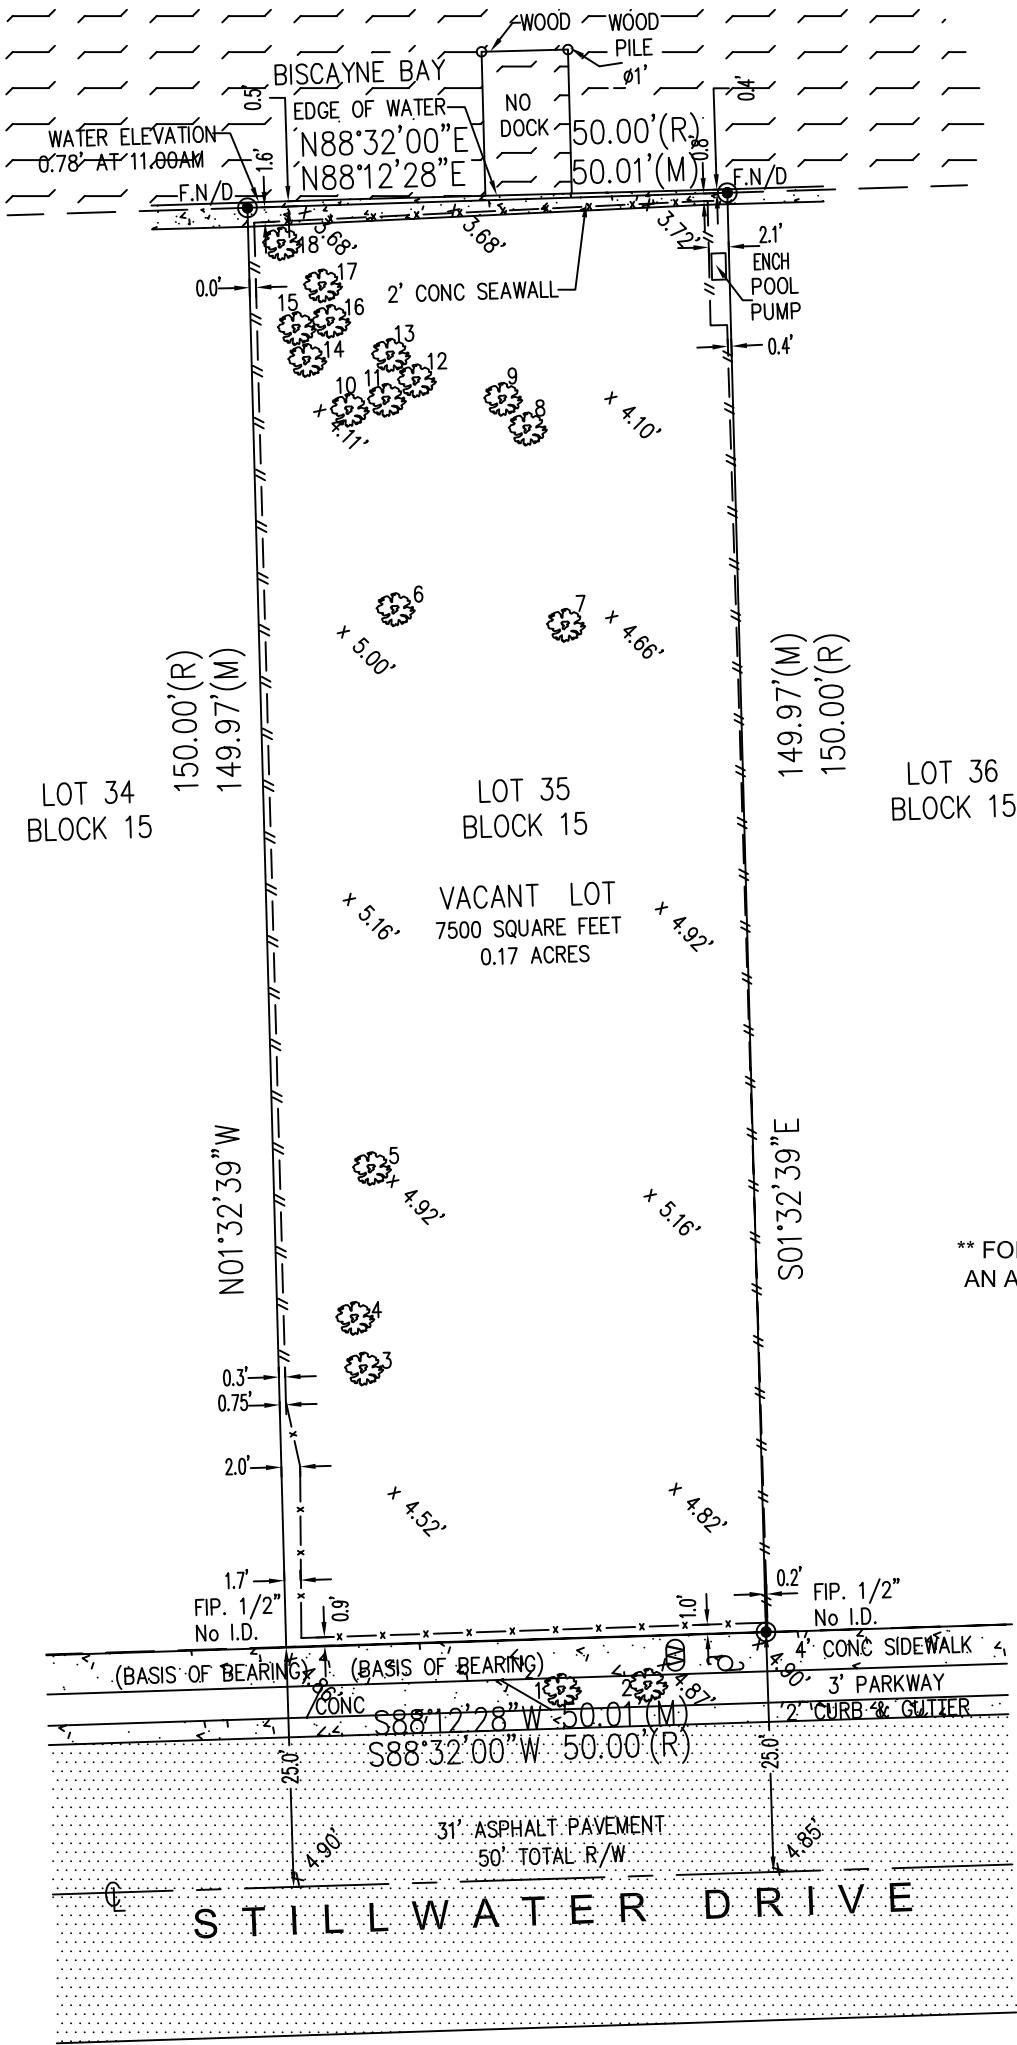 WOOD
WOOD
PILE
ø1'
BISCAYNE BAY
0.5'
0.4'
EDGE OF WATER
NO
DOCK
WATER ELEVATION
0.78' AT 11.00AM
N88°32'00"E
50.00'(R)
N88°12'28"E
50.01'(M)
1.6'
0.8'
F.N/D
F.N/D
3.68'
3.68'
3.72'
2.1'
18
ENCH
POOL
PUMP
0.0'
17
2' CONC SEAWALL
15
16
14
13
12
0.4'
10
11
9
8
4.11'
4.10'
6
7
5.00'
4.66'
150.00'(R)
149.97'(M)
149.97'(M)
150.00'(R)
LOT 34
BLOCK 15
LOT 35
BLOCK 15
LOT 36
BLOCK 15
VACANT LOT
7500 SQUARE FEET
0.17 ACRES
5.16'
4.92'
N01°32'39"W
S01°32'39"E
5
4.92'
5.16'
** FO
AN A
4
3
0.3'
0.75'
2.0'
4.52'
4.82'
1.7'
0.9'
1.0'
0.2'
FIP. 1/2"
No I.D.
FIP. 1/2"
No I.D.
4' CONC SIDEWALK
(BASIS OF BEARING)
(BASIS OF BEARING)
W
4.86'
4.87'
4.90'
3' PARKWAY
1
2
CONC
2' CURB & GUTTER
S88°12'28"W 50.01'(M)
S88°32'00"W 50.00'(R)
25.0'
25.0'
31' ASPHALT PAVEMENT
50' TOTAL R/W
4.90'
4.85'
STILLWATER DRIVE